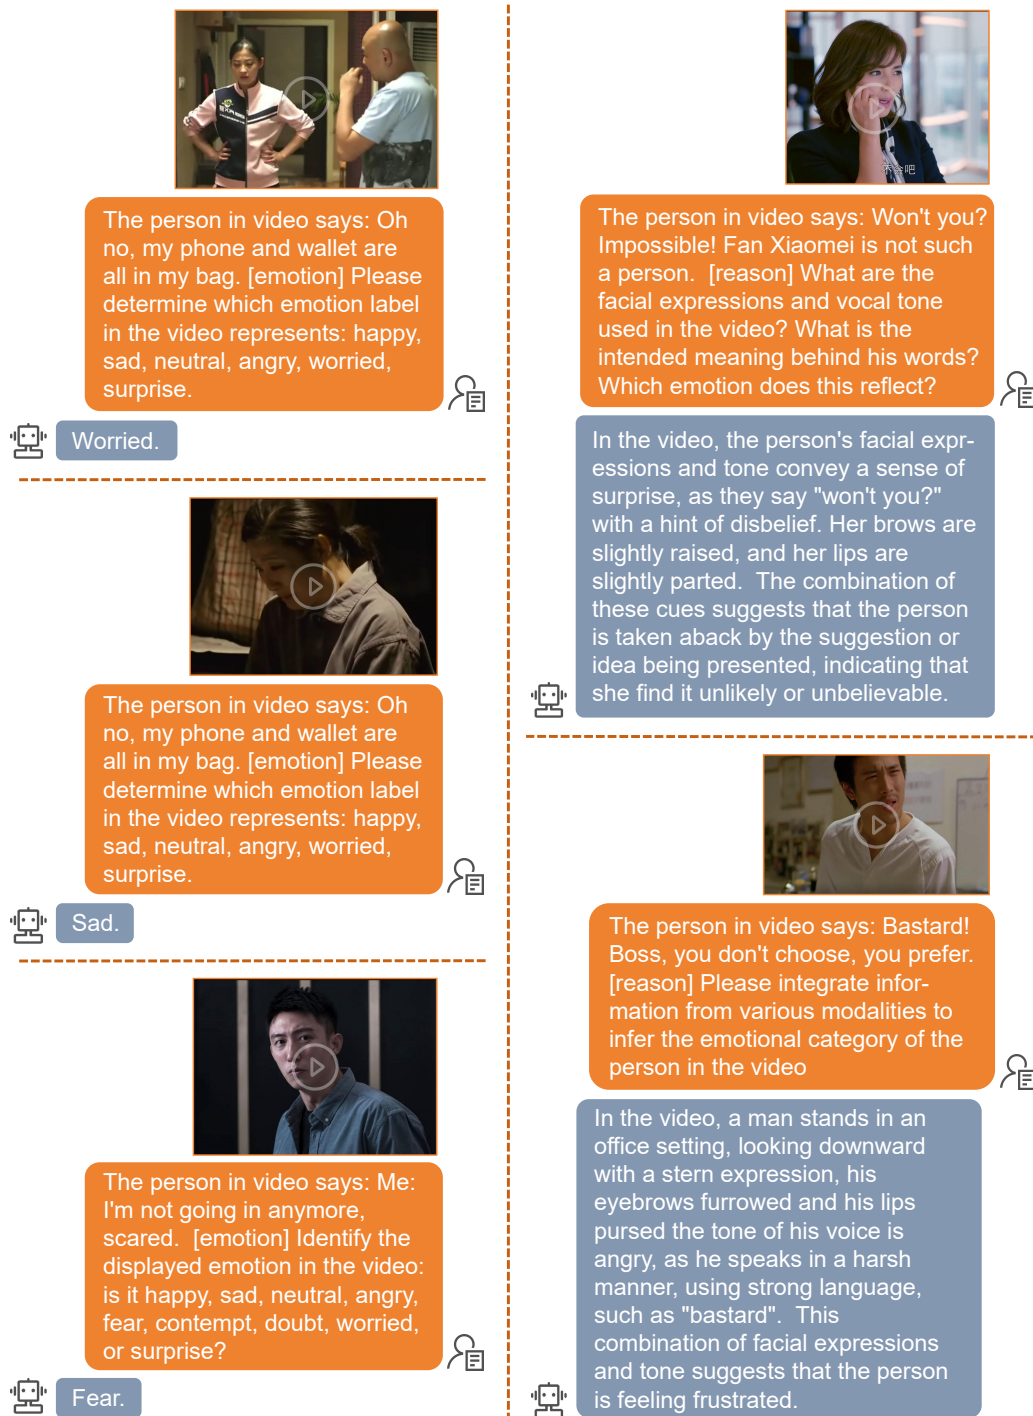 The person in video says: Oh
no, my phone and wallet are
all in my bag. [emotion] Please
determine which emotion label
in the video represents: happy,
sad, neutral, angry, worried,
surprise.
Worried.
The person in video says: Oh
no, my phone and wallet are
all in my bag. [emotion] Please
determine which emotion label
in the video represents: happy,
sad, neutral, angry, worried,
surprise.
Sad.
The person in video says: Me:
I'm not going in anymore,
scared.  [emotion] Identify the
displayed emotion in the video:
is it happy, sad, neutral, angry,
fear, contempt, doubt, worried,
or surprise?
Fear.
不会吧
The person in video says: Won't you?
Impossible! Fan Xiaomei is not such
a person.  [reason] What are the
facial expressions and vocal tone
used in the video? What is the
intended meaning behind his words?
Which emotion does this reflect?
In the video, the person's facial expr-
essions and tone convey a sense of
surprise, as they say "won't you?"
with a hint of disbelief. Her brows are
slightly raised, and her lips are
slightly parted.  The combination of
these cues suggests that the person
is taken aback by the suggestion or
idea being presented, indicating that
she find it unlikely or unbelievable.
The person in video says: Bastard!
Boss, you don't choose, you prefer.
[reason] Please integrate infor-
mation from various modalities to
infer the emotional category of the
person in the video
In the video, a man stands in an
office setting, looking downward
with a stern expression, his
eyebrows furrowed and his lips
pursed the tone of his voice is
angry, as he speaks in a harsh
manner, using strong language,
such as "bastard".  This
combination of facial expressions
and tone suggests that the person
is feeling frustrated.